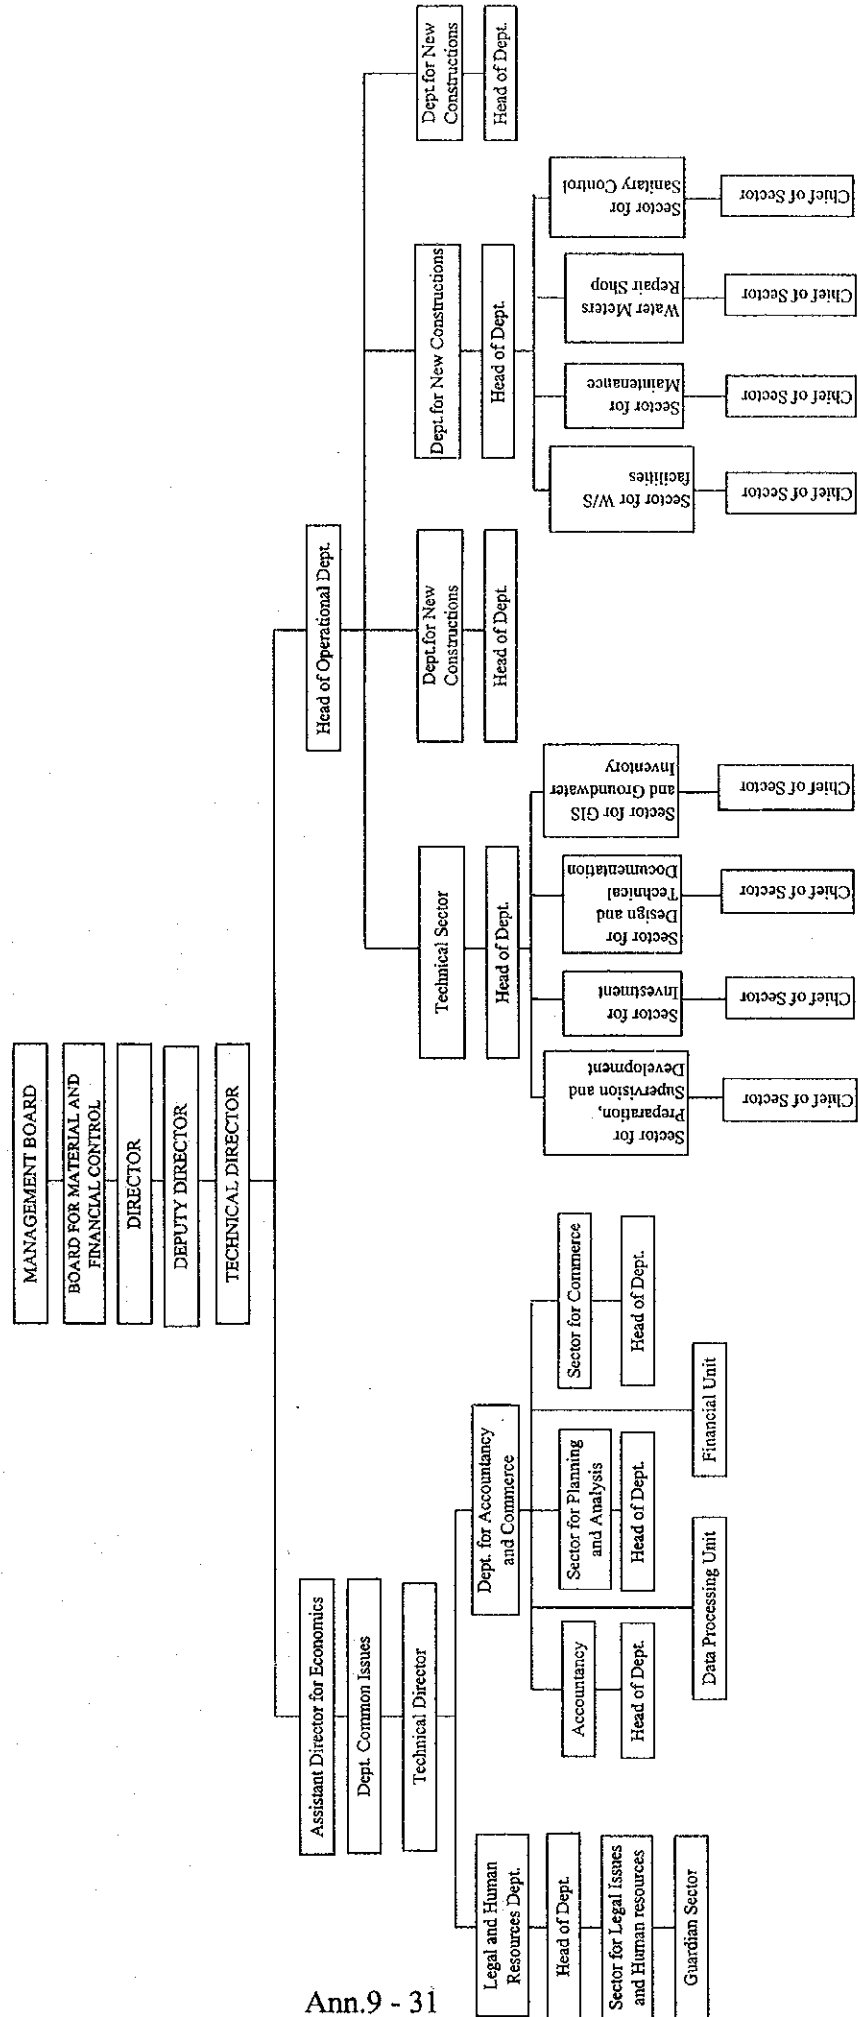 MANAGEMENT BOARD
BOARD FOR MATERIAL AND
FINANCIAL CONTROL
DIRECTOR
DEPUTY DIRECTOR
TECHNICAL DIRECTOR
Assistant Director for Economics
Dept. Common Issues
Technical Director
Legal and Human
Resources Dept.
Head of Dept.
Sector for Legal Issues
and Human resources
Guardian Sector
Dept. for Accountancy
and Commerce
Accountancy
Head of Dept.
Data Processing Unit
Sector for Planning
and Analysis
Head of Dept.
Financial Unit
Sector for Commerce
Head of Dept.
Head of Operational Dept.
Technical Sector
Head of Dept.
Sector for
Preparation,
Supervision and
Development
Chief of Sector
Sector for
Investment
Chief of Sector
Sector for
Design and
Technical
Documentation
Chief of Sector
Sector for GIS
and Groundwater
Inventory
Chief of Sector
Dept.for New
Constructions
Head of Dept.
Dept.for New Constructions
Head of Dept.
Sector for W/S
facilities
Chief of Sector
Sector for
Maintenance
Chief of Sector
Water Meters
Repair Shop
Chief of Sector
Sector for
Sanitary Control
Chief of Sector
Dept.for New
Constructions
Head of Dept.
Ann.9 - 31